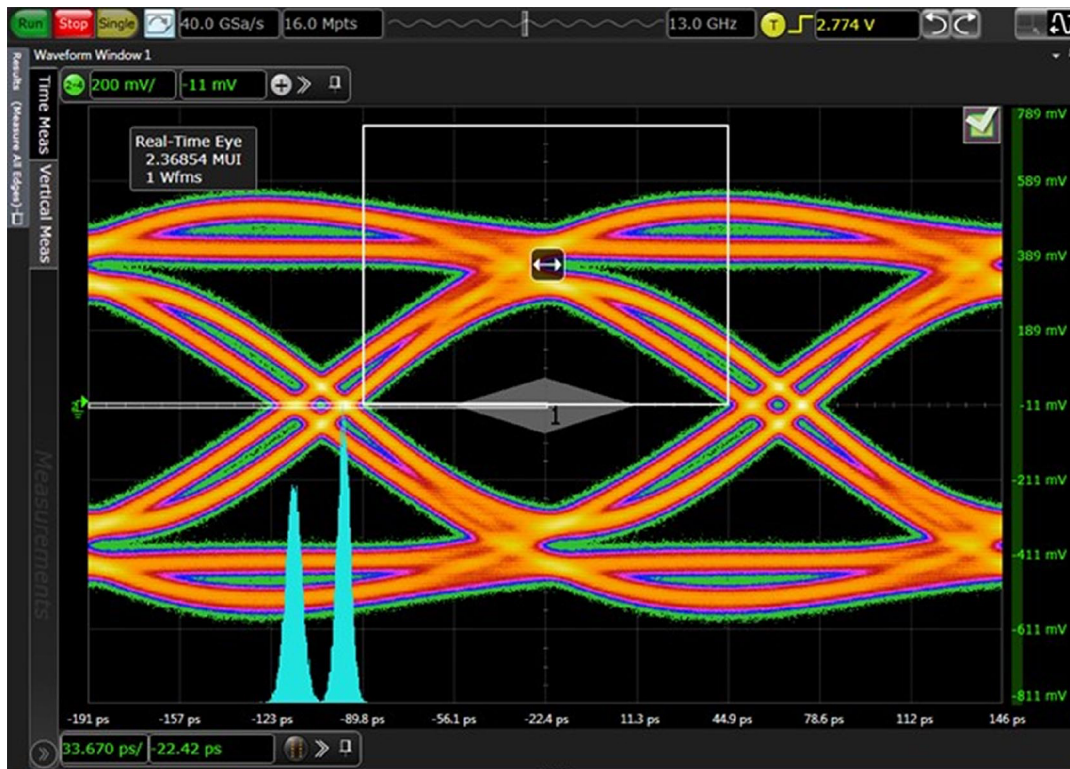 Run Stop Single 40.0 GSa/s 16.0 Mpts 13.0 GHz T 2.774 V
Waveform Window 1
Results (Measure All Edges)
Time Meas
Vertical Meas
Measurements
2-4 200 mV/ -11 mV
Real-Time Eye
2.36854 MUI
1 Wfms
789 mV
589 mV
389 mV
189 mV
-11 mV
-211 mV
-411 mV
-611 mV
-811 mV
1
-191 ps -157 ps -123 ps -89.8 ps -56.1 ps -22.4 ps 11.3 ps 44.9 ps 78.6 ps 112 ps 146 ps
33.670 ps/ -22.42 ps